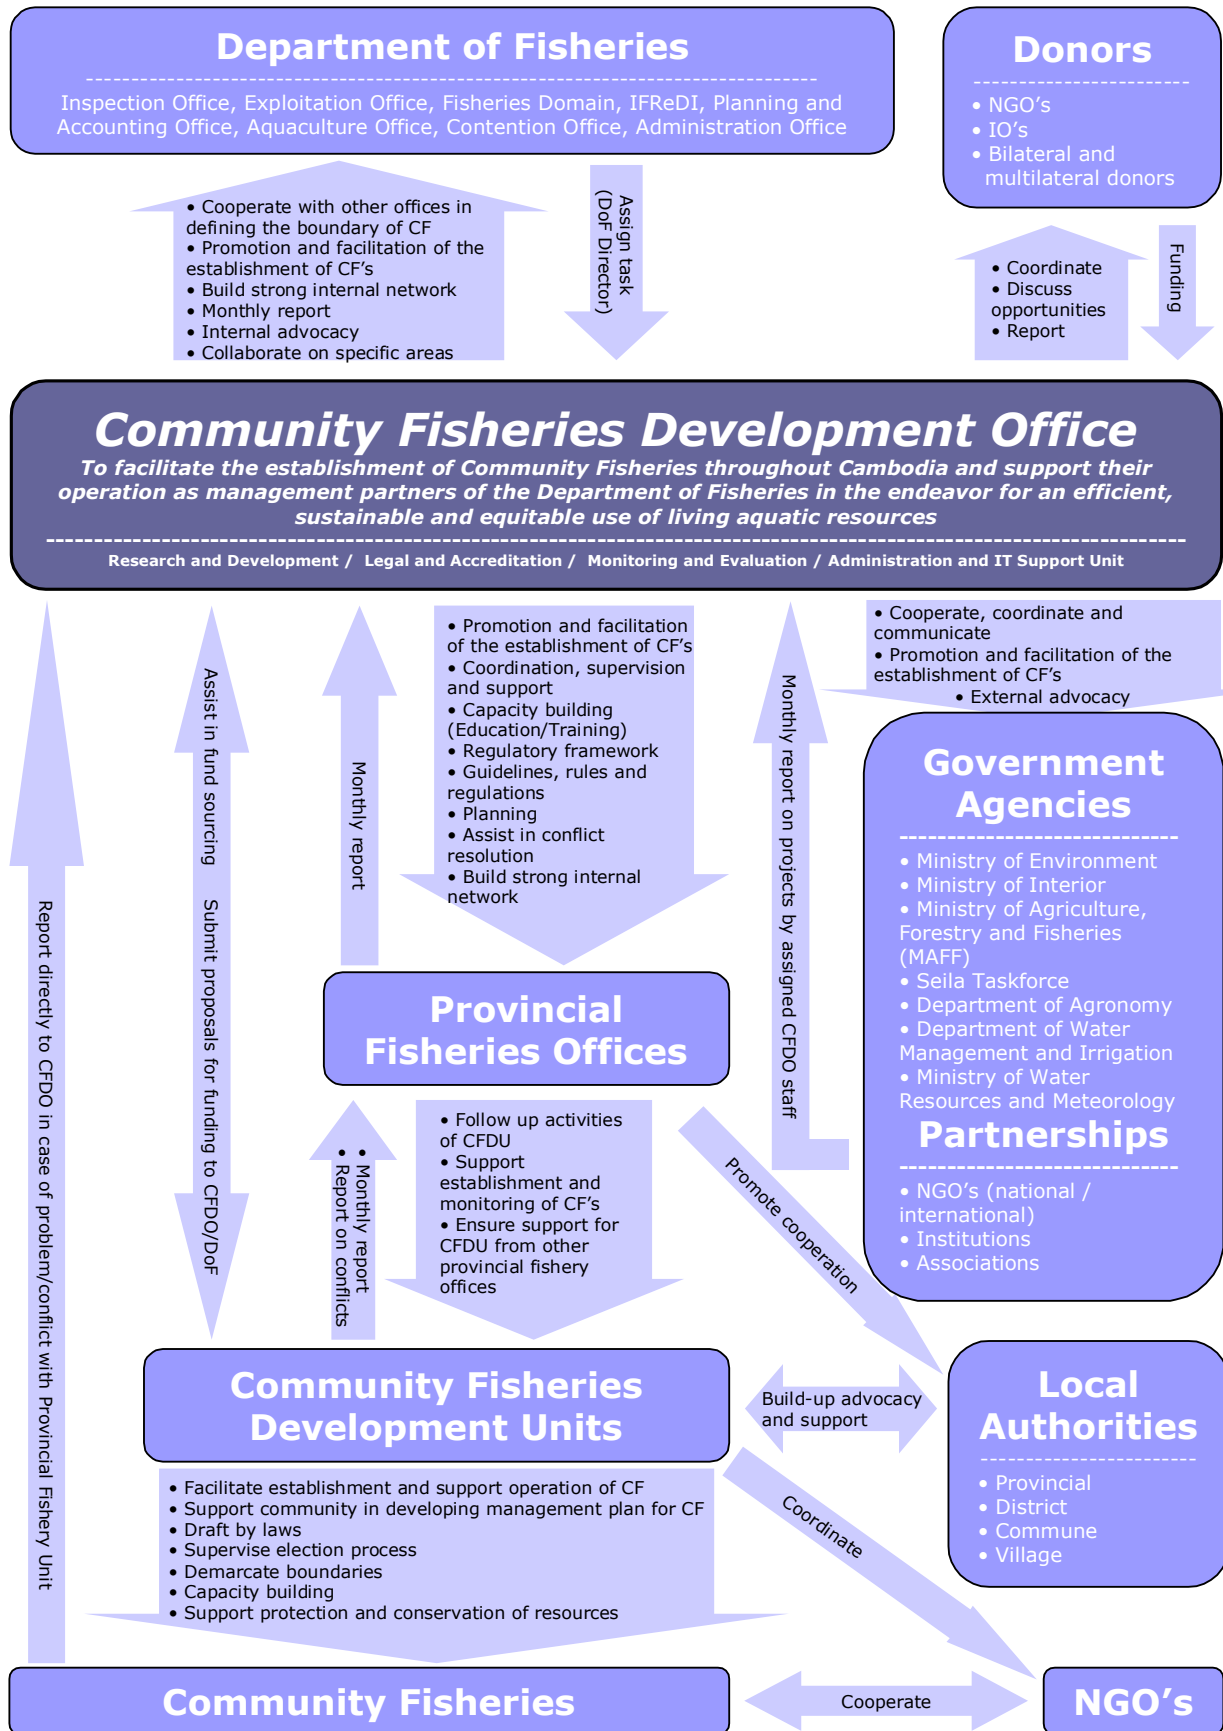 Department of Fisheries
Inspection Office, Exploitation Office, Fisheries Domain, IFReDI, Planning and
Accounting Office, Aquaculture Office, Contention Office, Administration Office
Donors
• NGO's
• IO's
• Bilateral and
multilateral donors
• Cooperate with other offices in
defining the boundary of CF
• Promotion and facilitation of the
establishment of CF's
• Build strong internal network
• Monthly report
• Internal advocacy
• Collaborate on specific areas
Assign task
(DoF Director)
• Coordinate
• Discuss
opportunities
• Report
Funding
Community Fisheries Development Office
To facilitate the establishment of Community Fisheries throughout Cambodia and support their
operation as management partners of the Department of Fisheries in the endeavor for an efficient,
sustainable and equitable use of living aquatic resources
Research and Development / Legal and Accreditation / Monitoring and Evaluation / Administration and IT Support Unit
Report directly to CFDO in case of problem/conflict with Provincial Fishery Unit
Assist in fund sourcing
Submit proposals for funding to CFDO/DoF
Monthly report
• Promotion and facilitation
of the establishment of CF's
• Coordination, supervision
and support
• Capacity building
(Education/Training)
• Regulatory framework
• Guidelines, rules and
regulations
• Planning
• Assist in conflict
resolution
• Build strong internal
network
Monthly report on projects by assigned CFDO staff
• Cooperate, coordinate and
communicate
• Promotion and facilitation of the
establishment of CF's
• External advocacy
Government
Agencies
• Ministry of Environment
• Ministry of Interior
• Ministry of Agriculture,
Forestry and Fisheries
(MAFF)
• Seila Taskforce
• Department of Agronomy
• Department of Water
Management and Irrigation
• Ministry of Water
Resources and Meteorology
Partnerships
• NGO's (national /
international)
• Institutions
• Associations
Provincial
Fisheries Offices
• Monthly report
• Report on conflicts
• Follow up activities
of CFDU
• Support
establishment and
monitoring of CF's
• Ensure support for
CFDU from other
provincial fishery
offices
Promote cooperation
Community Fisheries
Development Units
Build-up advocacy
and support
Local
Authorities
• Provincial
• District
• Commune
• Village
• Facilitate establishment and support operation of CF
• Support community in developing management plan for CF
• Draft by laws
• Supervise election process
• Demarcate boundaries
• Capacity building
• Support protection and conservation of resources
Coordinate
Community Fisheries
Cooperate
NGO's